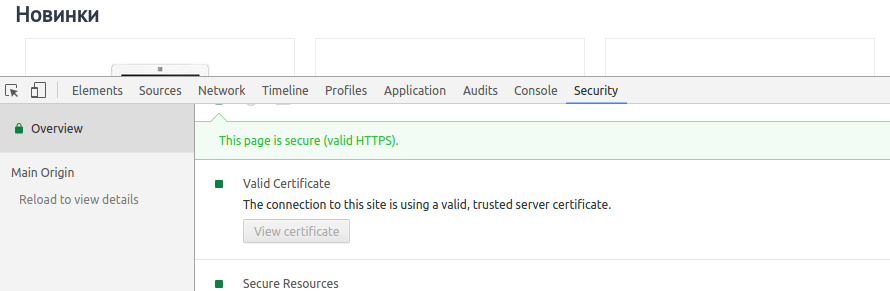 Новинки
Elements Sources Network Timeline Profiles Application Audits Console Security
Overview
This page is secure (valid HTTPS).
Main Origin
Reload to view details
Valid Certificate
The connection to this site is using a valid, trusted server certificate.
View certificate
Secure Resources